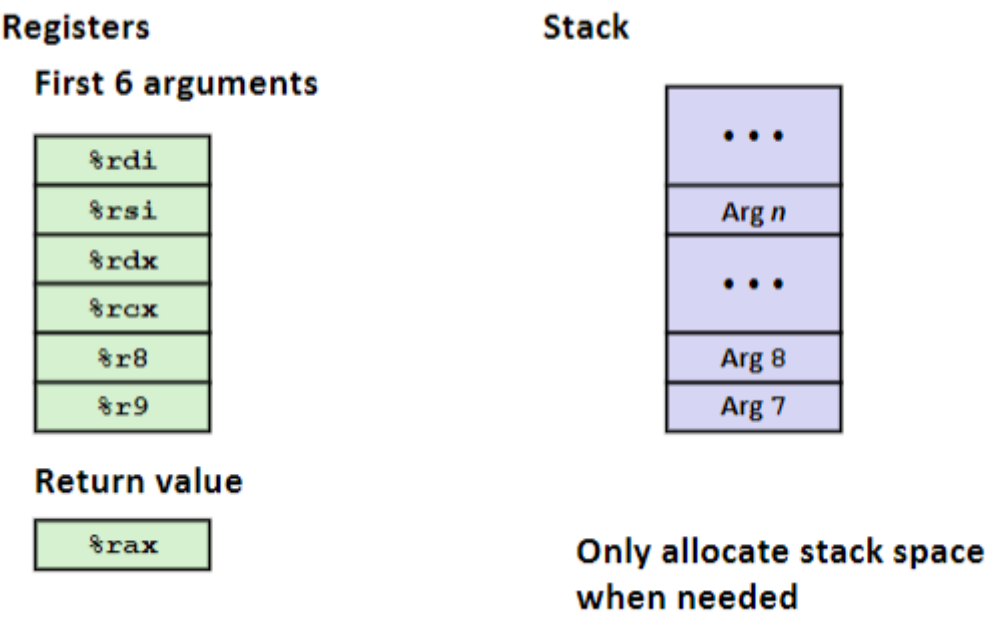 Registers
First 6 arguments
%rdi
%rsi
%rdx
%rcx
%r8
%r9
Return value
%rax
Stack
• • •
Arg n
• • •
Arg 8
Arg 7
Only allocate stack space
when needed